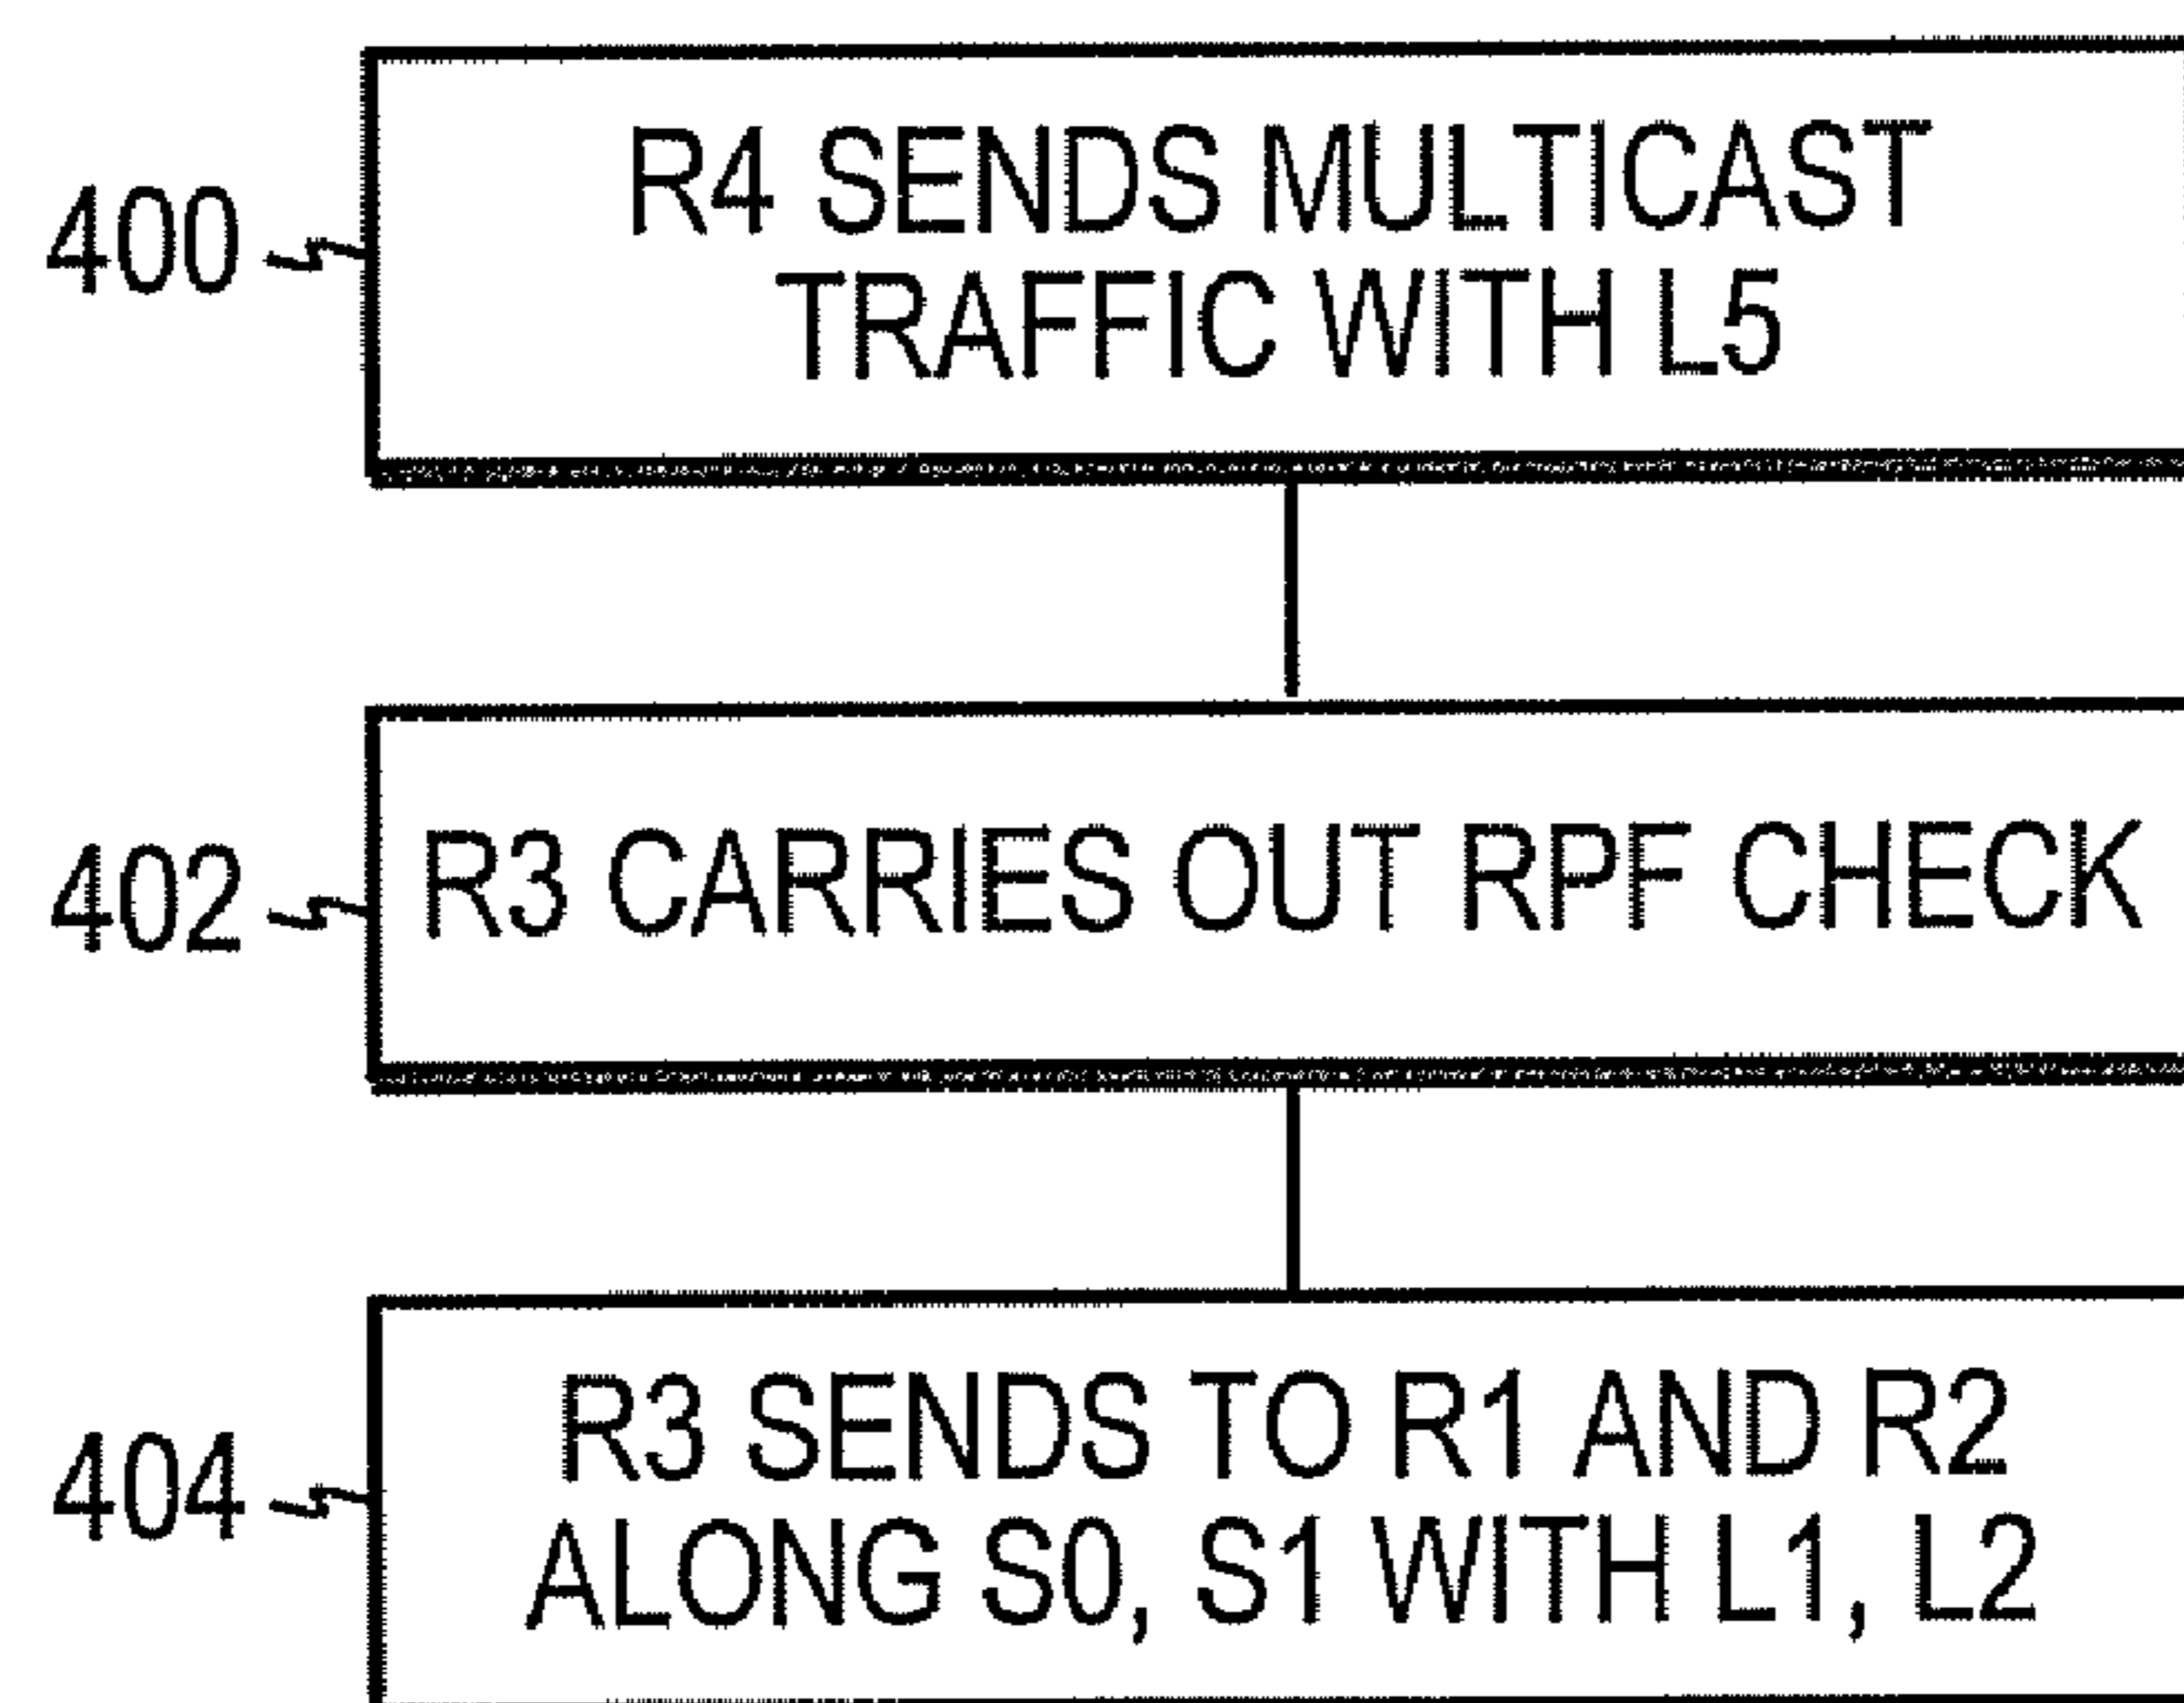 400
R4 SENDS MULTICAST
TRAFFIC WITH L5
402
R3 CARRIES OUT RPF CHECK
404
R3 SENDS TO R1 AND R2
ALONG S0, S1 WITH L1, L2